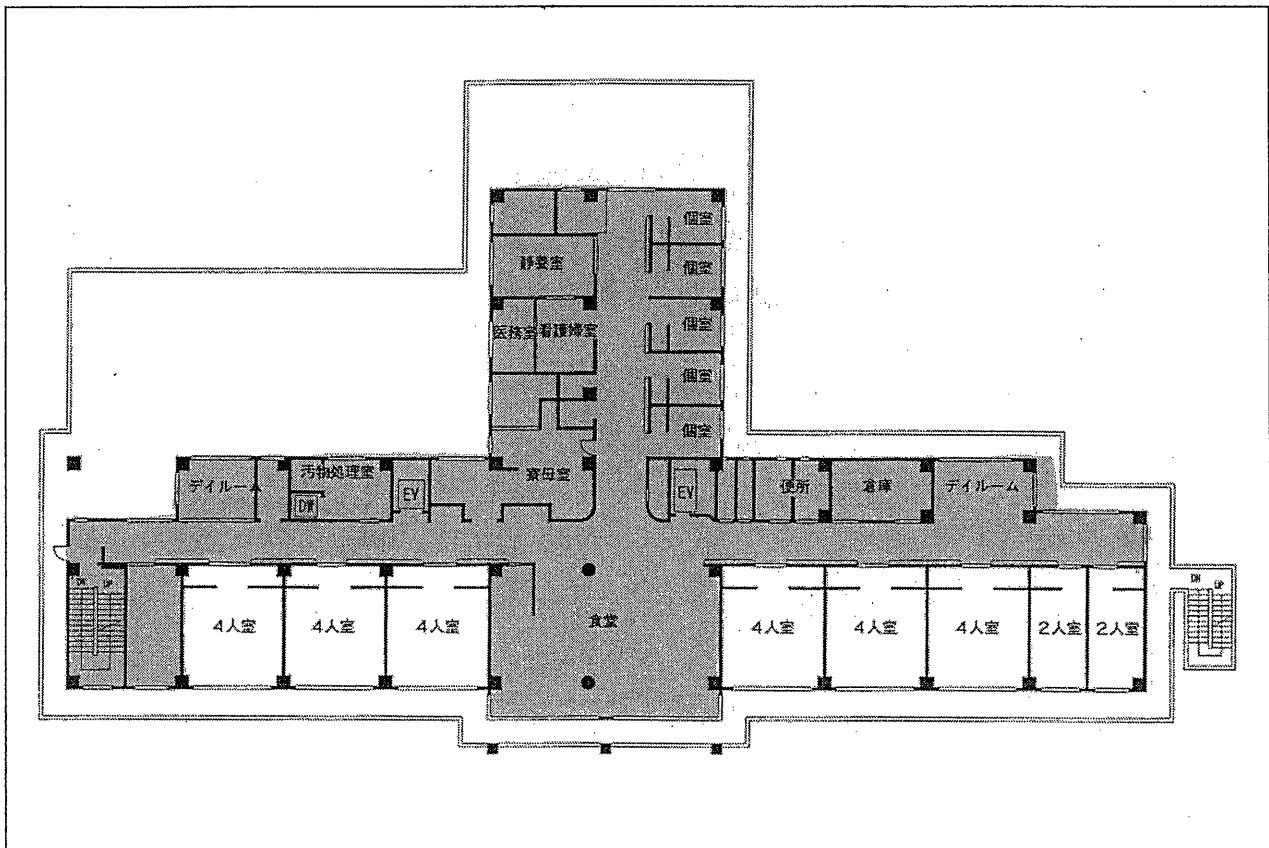 個室
静養室
個室
医務室
看護婦室
個室
個室
個室
デイルーム
汚物処理室
DW
EV
寮母室
EV
便所
倉庫
デイルーム
DN UP
4人室
4人室
4人室
食堂
4人室
4人室
4人室
2人室
2人室
DN UP